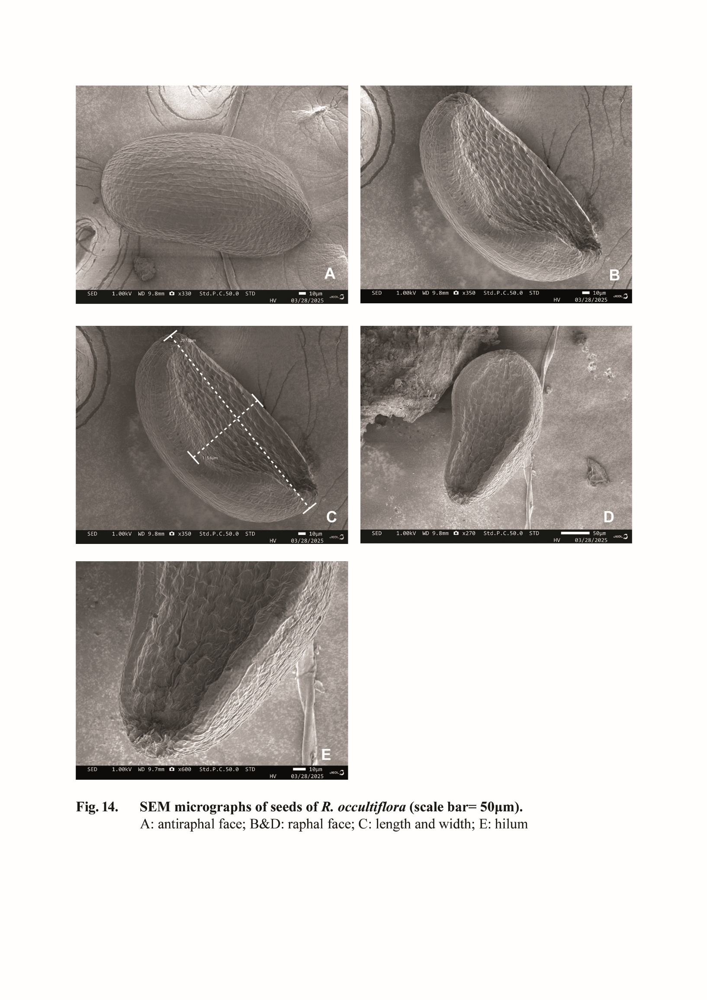 A
SED 1.00kV WD 9.8mm x330 Std.P.C.50.0 STD 10µm JEOL
HV 03/28/2025
B
SED 1.00kV WD 9.8mm x350 Std.P.C.50.0 STD 10µm JEOL
HV 03/28/2025
297.8µm
115.6µm
C
SED 1.00kV WD 9.8mm x350 Std.P.C.50.0 STD 10µm JEOL
HV 03/28/2025
D
SED 1.00kV WD 9.8mm x270 Std.P.C.50.0 STD 50µm JEOL
HV 03/28/2025
E
SED 1.00kV WD 9.7mm x600 Std.P.C.50.0 STD 10µm JEOL
HV 03/28/2025
Fig. 14. SEM micrographs of seeds of R. occultiflora (scale bar= 50µm).
A: antiraphal face; B&D: raphal face; C: length and width; E: hilum